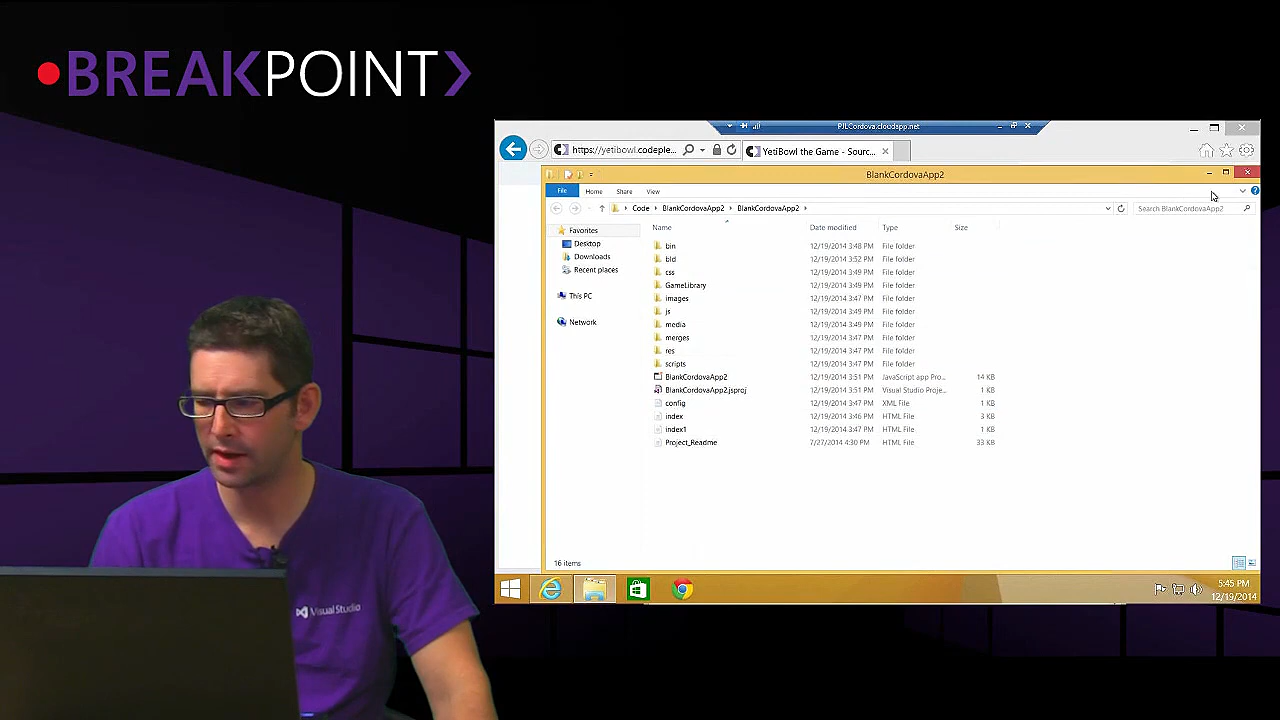 BREAKPOINT
PJLCordova.cloudapp.net
https://yetibowl.codeple...
YetiBowl the Game - Sourc...
BlankCordovaApp2
File Home Share View
Code BlankCordovaApp2 BlankCordovaApp2
Search BlankCordovaApp2
Favorites
Desktop
Downloads
Recent places
This PC
Network
Name Date modified Type Size
bin 12/19/2014 3:48 PM File folder
bld 12/19/2014 3:52 PM File folder
css 12/19/2014 3:49 PM File folder
GameLibrary 12/19/2014 3:49 PM File folder
images 12/19/2014 3:47 PM File folder
js 12/19/2014 3:49 PM File folder
media 12/19/2014 3:49 PM File folder
merges 12/19/2014 3:47 PM File folder
res 12/19/2014 3:47 PM File folder
scripts 12/19/2014 3:47 PM File folder
BlankCordovaApp2 12/19/2014 3:51 PM JavaScript app Pro... 14 KB
BlankCordovaApp2.jsproj 12/19/2014 3:51 PM Visual Studio Proje... 1 KB
config 12/19/2014 3:47 PM XML File 1 KB
index 12/19/2014 3:46 PM HTML File 3 KB
index1 12/19/2014 3:47 PM HTML File 1 KB
Project_Readme 7/27/2014 4:30 PM HTML File 33 KB
16 items
5:45 PM
12/19/2014
Visual Studio